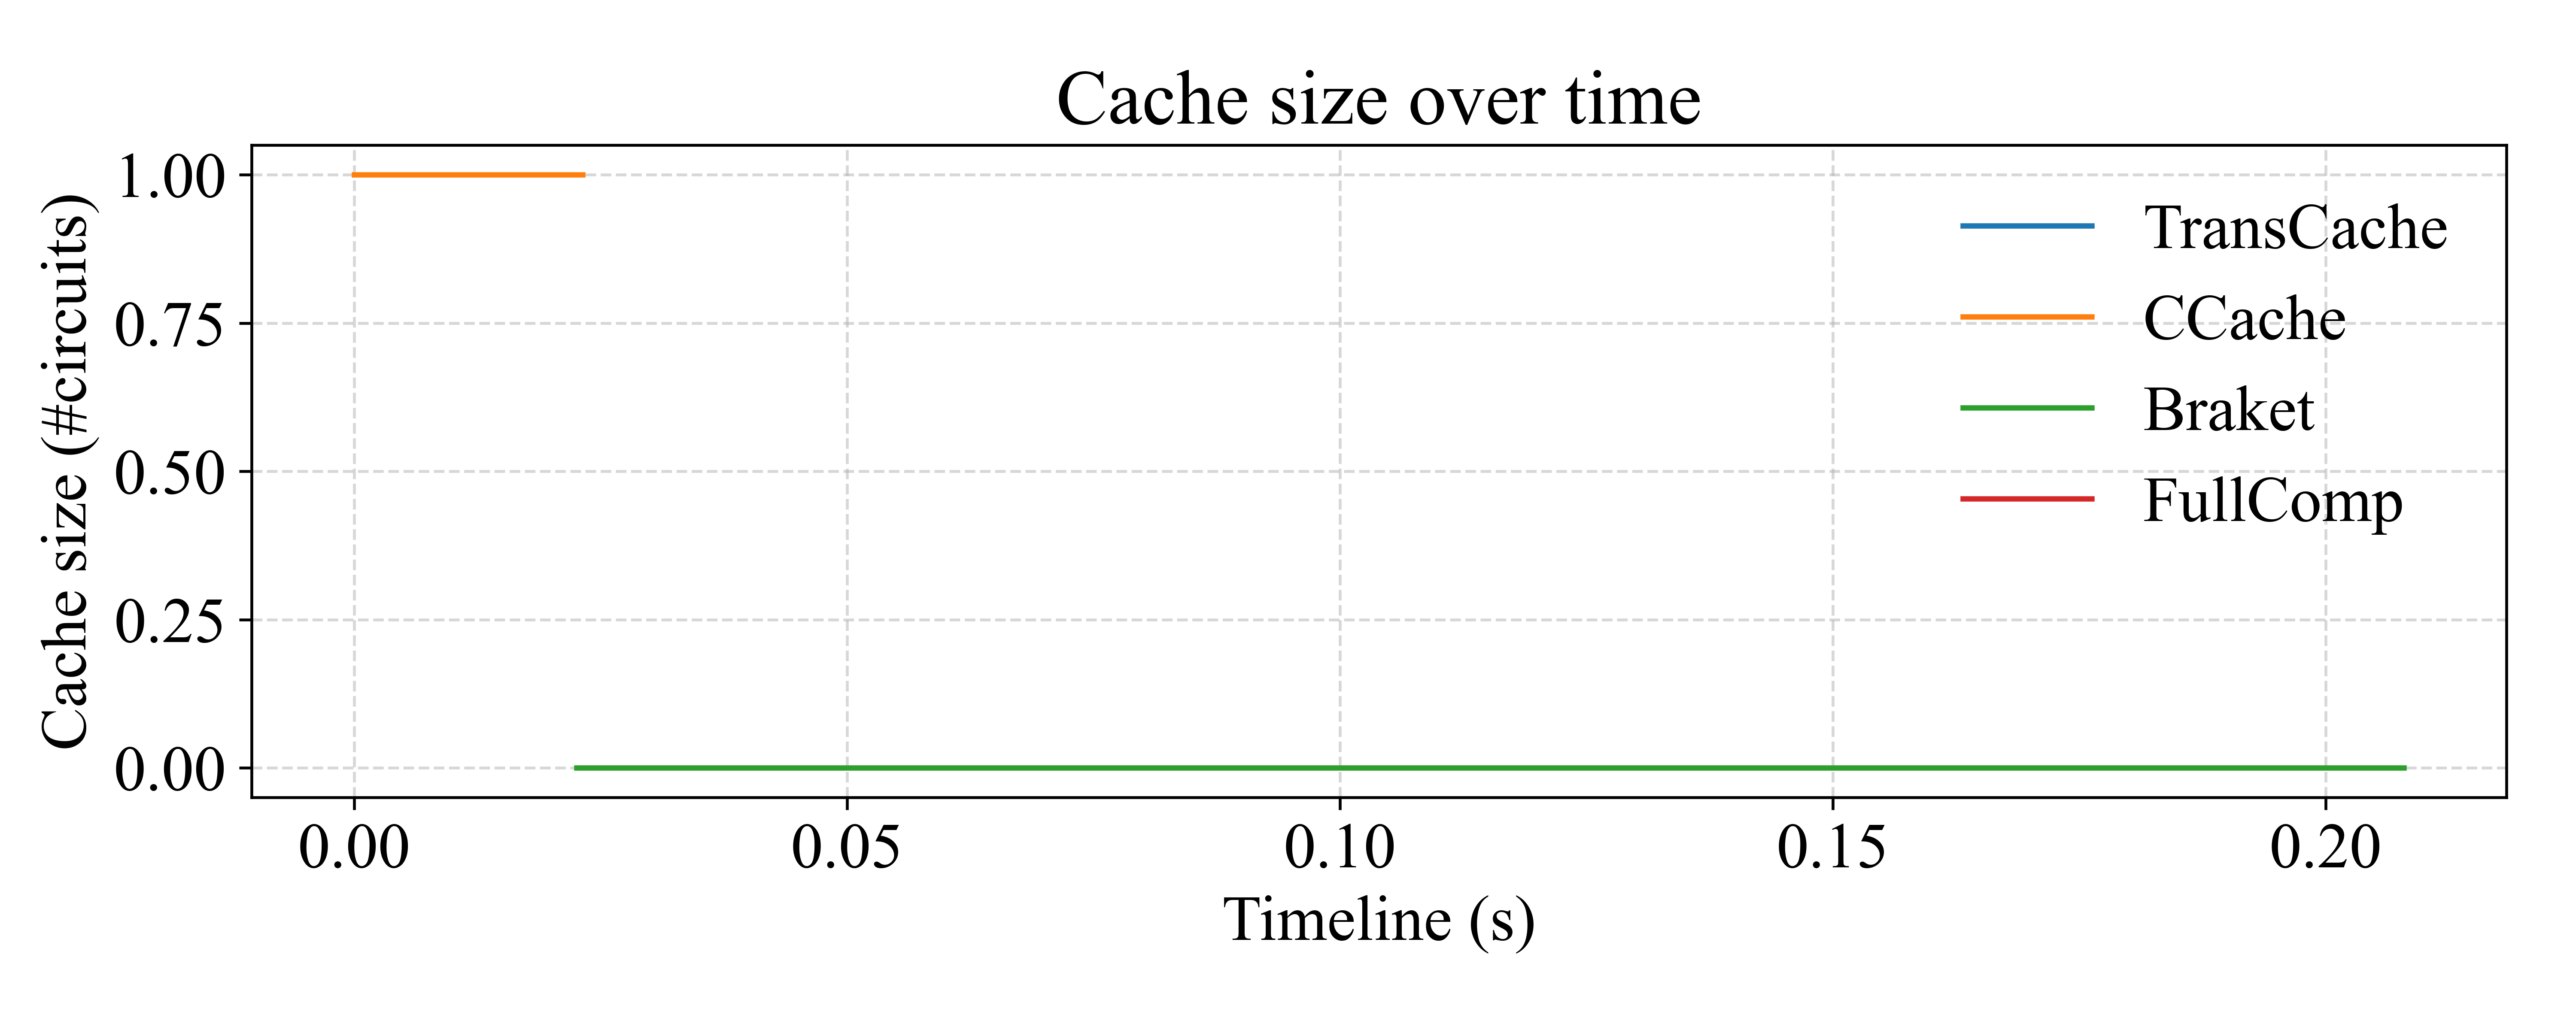 Cache size over time
Cache size (#circuits)
1.00
0.75
0.50
0.25
0.00
TransCache
CCache
Braket
FullComp
0.00 0.05 0.10 0.15 0.20
Timeline (s)